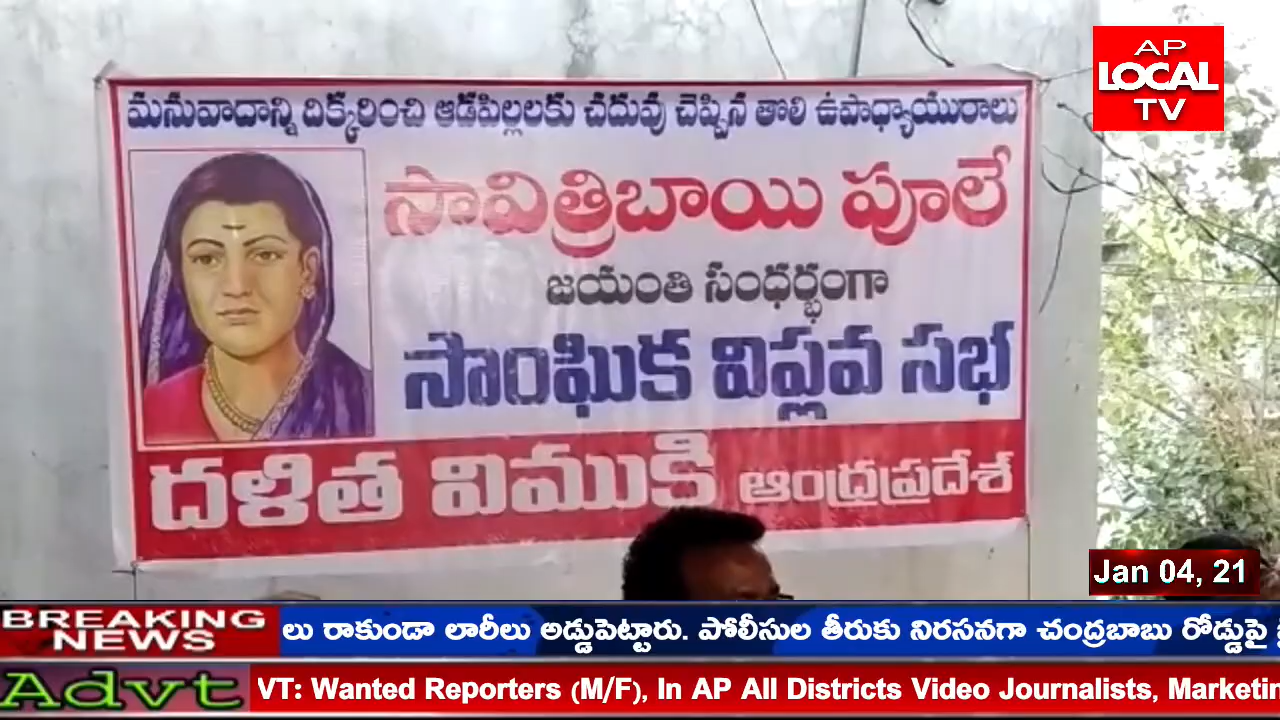 AP
LOCAL
TV
మనువాదాన్ని దిక్కరించి ఆడపిల్లలకు చదువు చెప్పిన తొలి ఉపాధ్యాయురాలు
సావిత్రిబాయి పూలే
జయంతి సంధర్భంగా
సాంఘిక విప్లవ సభ
దళిత విముక్తి ఆంధ్రప్రదేశ్
Jan 04, 21
BREAKING
NEWS
లు రాకుండా లారీలు అడ్డుపెట్టారు. పోలీసుల తీరుకు నిరసనగా చంద్రబాబు రోడ్డుపై
Advt
VT: Wanted Reporters (M/F), In AP All Districts Video Journalists, Marketin